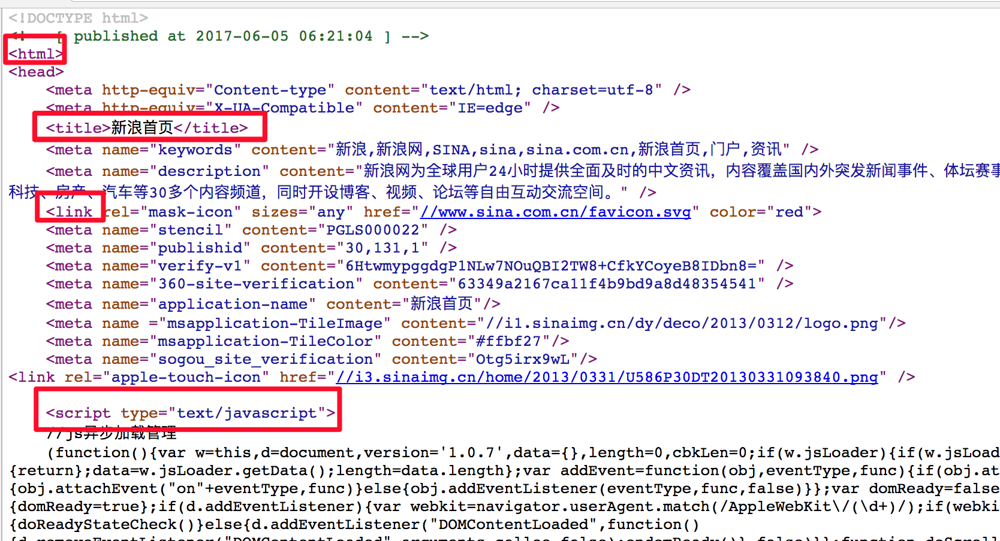 <!DOCTYPE html>
<!-- [ published at 2017-06-05 06:21:04 ] -->
<html>
<head>
<meta http-equiv="Content-type" content="text/html; charset=utf-8" />
<meta http-equiv="X-UA-Compatible" content="IE=edge" />
<title>新浪首页</title>
<meta name="keywords" content="新浪,新浪网,SINA,sina,sina.com.cn,新浪首页,门户,资讯" />
<meta name="description" content="新浪网为全球用户24小时提供全面及时的中文资讯，内容覆盖国内外突发新闻事件、体坛赛事
科技、房产、汽车等30多个内容频道，同时开设博客、视频、论坛等自由互动交流空间。" />
<link rel="mask-icon" sizes="any" href="//www.sina.com.cn/favicon.svg" color="red">
<meta name="stencil" content="PGLS000022" />
<meta name="publishid" content="30,131,1" />
<meta name="verify-v1" content="6HtwmypggdgP1NLw7NOuQBI2TW8+CfkYCoyeB8IDbn8=" />
<meta name="360-site-verification" content="63349a2167ca11f4b9bd9a8d48354541" />
<meta name="application-name" content="新浪首页"/>
<meta name ="msapplication-TileImage" content="//i1.sinaimg.cn/dy/deco/2013/0312/logo.png"/>
<meta name="msapplication-TileColor" content="#ffbf27"/>
<meta name="sogou_site_verification" content="Otg5irx9wL"/>
<link rel="apple-touch-icon" href="//i3.sinaimg.cn/home/2013/0331/U586P30DT20130331093840.png" />
<script type="text/javascript">
//js异步加载管理
(function(){var w=this,d=document,version='1.0.7',data={},length=0,cbkLen=0;if(w.jsLoader){if(w.jsLoad
{return};data=w.jsLoader.getData();length=data.length};var addEvent=function(obj,eventType,func){if(obj.at
{obj.attachEvent("on"+eventType,func)}else{obj.addEventListener(eventType,func,false)}};var domReady=false
{domReady=true};if(d.addEventListener){var webkit=navigator.userAgent.match(/AppleWebKit\/(\d+)/);if(webki
{doReadyStateCheck()}else{d.addEventListener("DOMContentLoaded",function()
{d.removeEventListener("DOMContentLoaded",arguments.callee,false);endomReady()},false)}};function doScroll